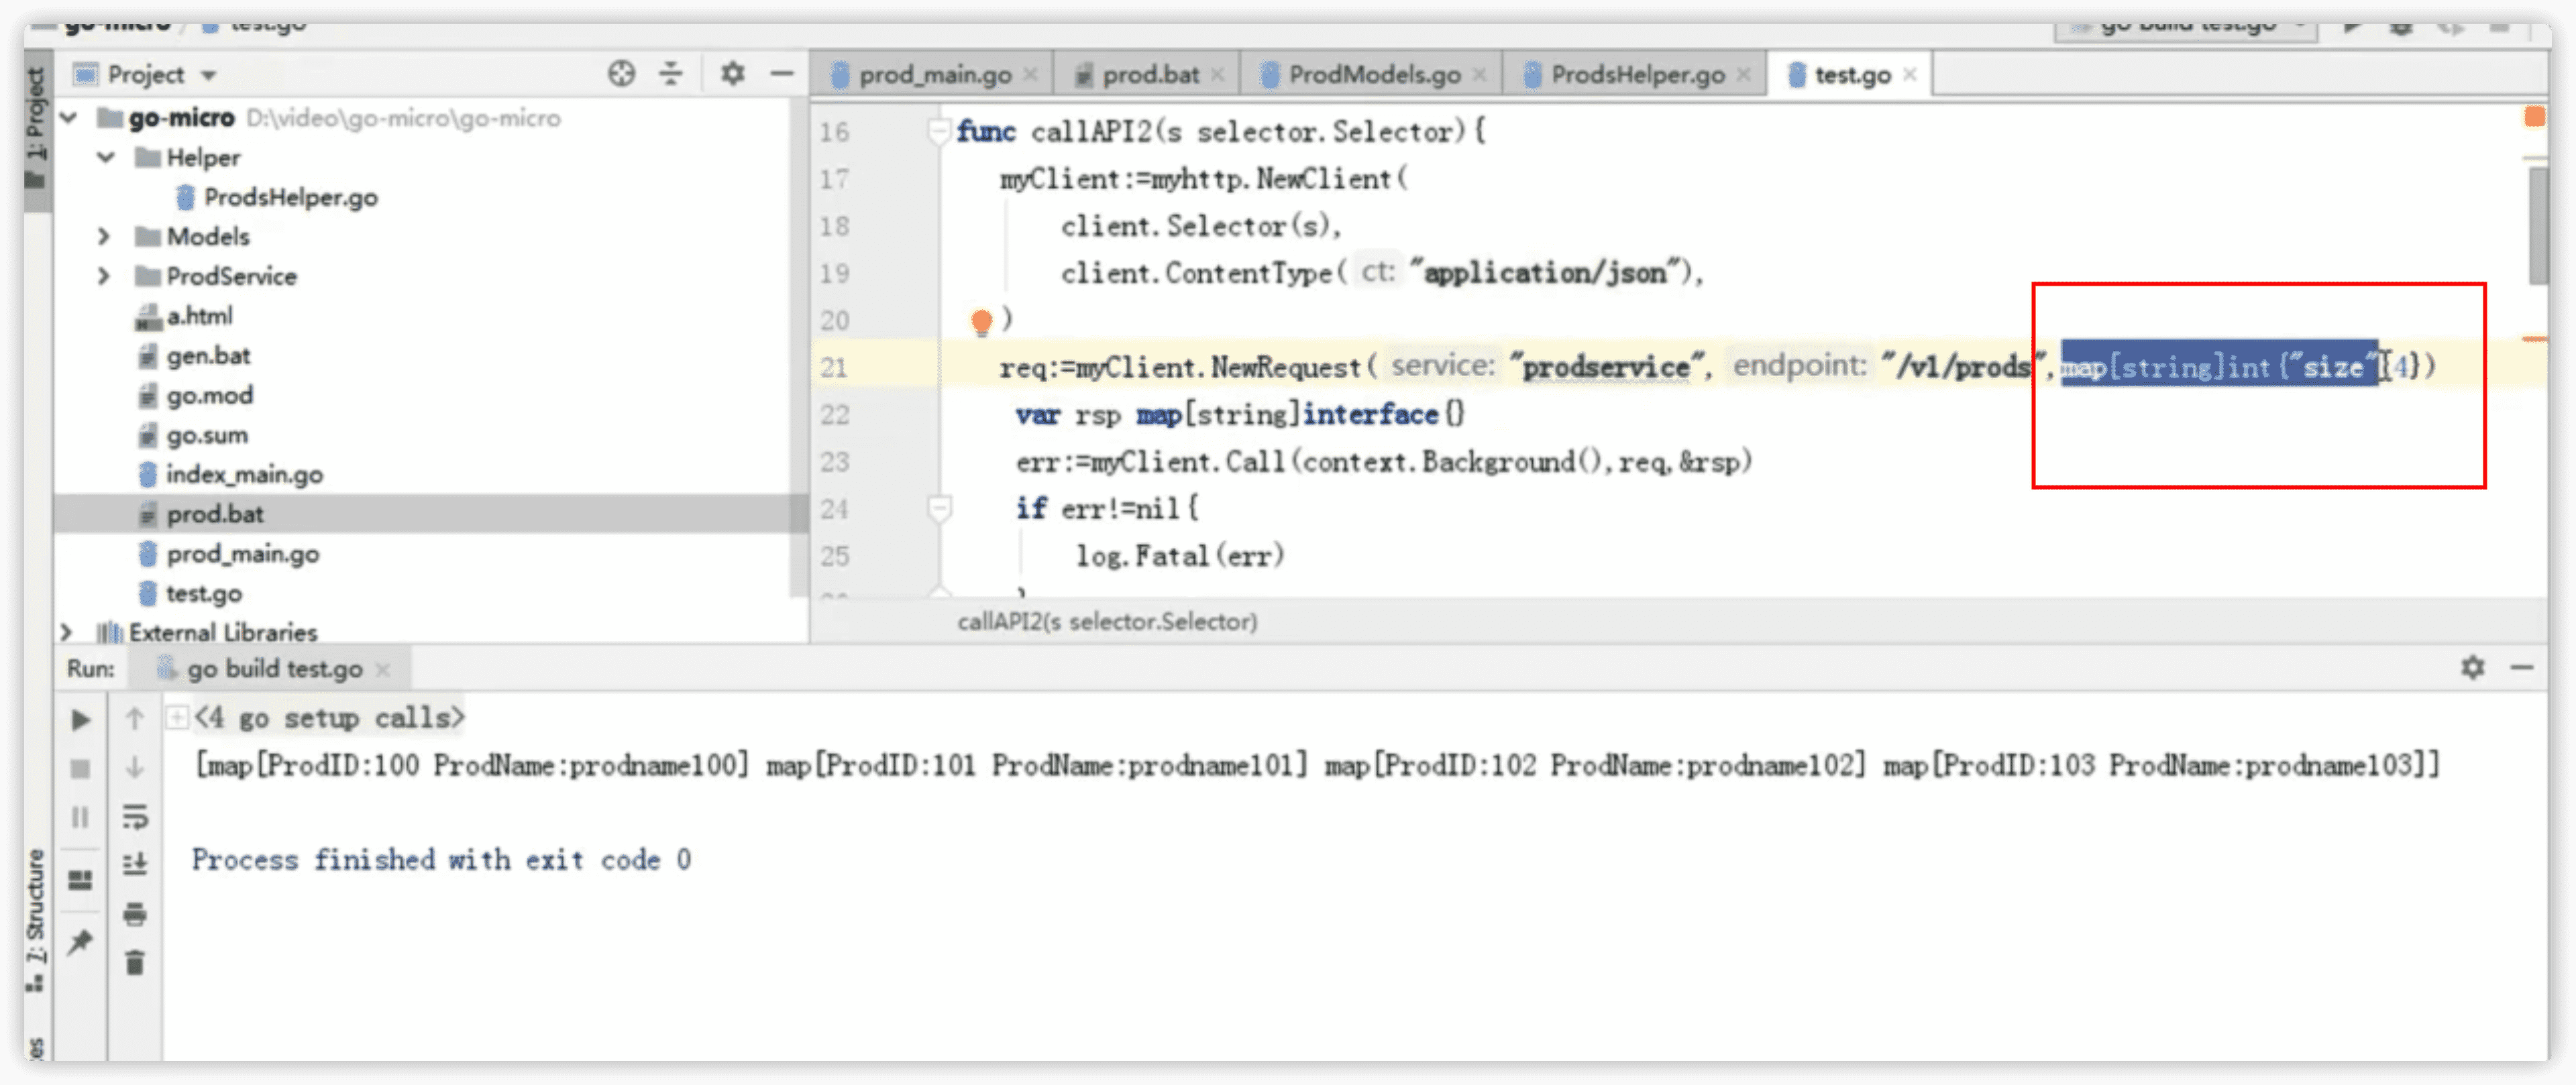 go-micro test.go
go build test.go
1: Project
Project
prod_main.go
prod.bat
ProdModels.go
ProdsHelper.go
test.go
go-micro D:\video\go-micro\go-micro
Helper
ProdsHelper.go
Models
ProdService
a.html
gen.bat
go.mod
go.sum
index_main.go
prod.bat
prod_main.go
test.go
External Libraries
16 func callAPI2(s selector.Selector){
17 myClient:=myhttp.NewClient(
18 client.Selector(s),
19 client.ContentType( ct: "application/json"),
20 )
21 req:=myClient.NewRequest( service: "prodservice", endpoint: "/v1/prods",map[string]int{"size":4})
22 var rsp map[string]interface{}
23 err:=myClient.Call(context.Background(),req,&rsp)
24 if err!=nil{
25 log.Fatal(err)
callAPI2(s selector.Selector)
Run: go build test.go
<4 go setup calls>
[map[ProdID:100 ProdName:prodname100] map[ProdID:101 ProdName:prodname101] map[ProdID:102 ProdName:prodname102] map[ProdID:103 ProdName:prodname103]]
Process finished with exit code 0
7: Structure